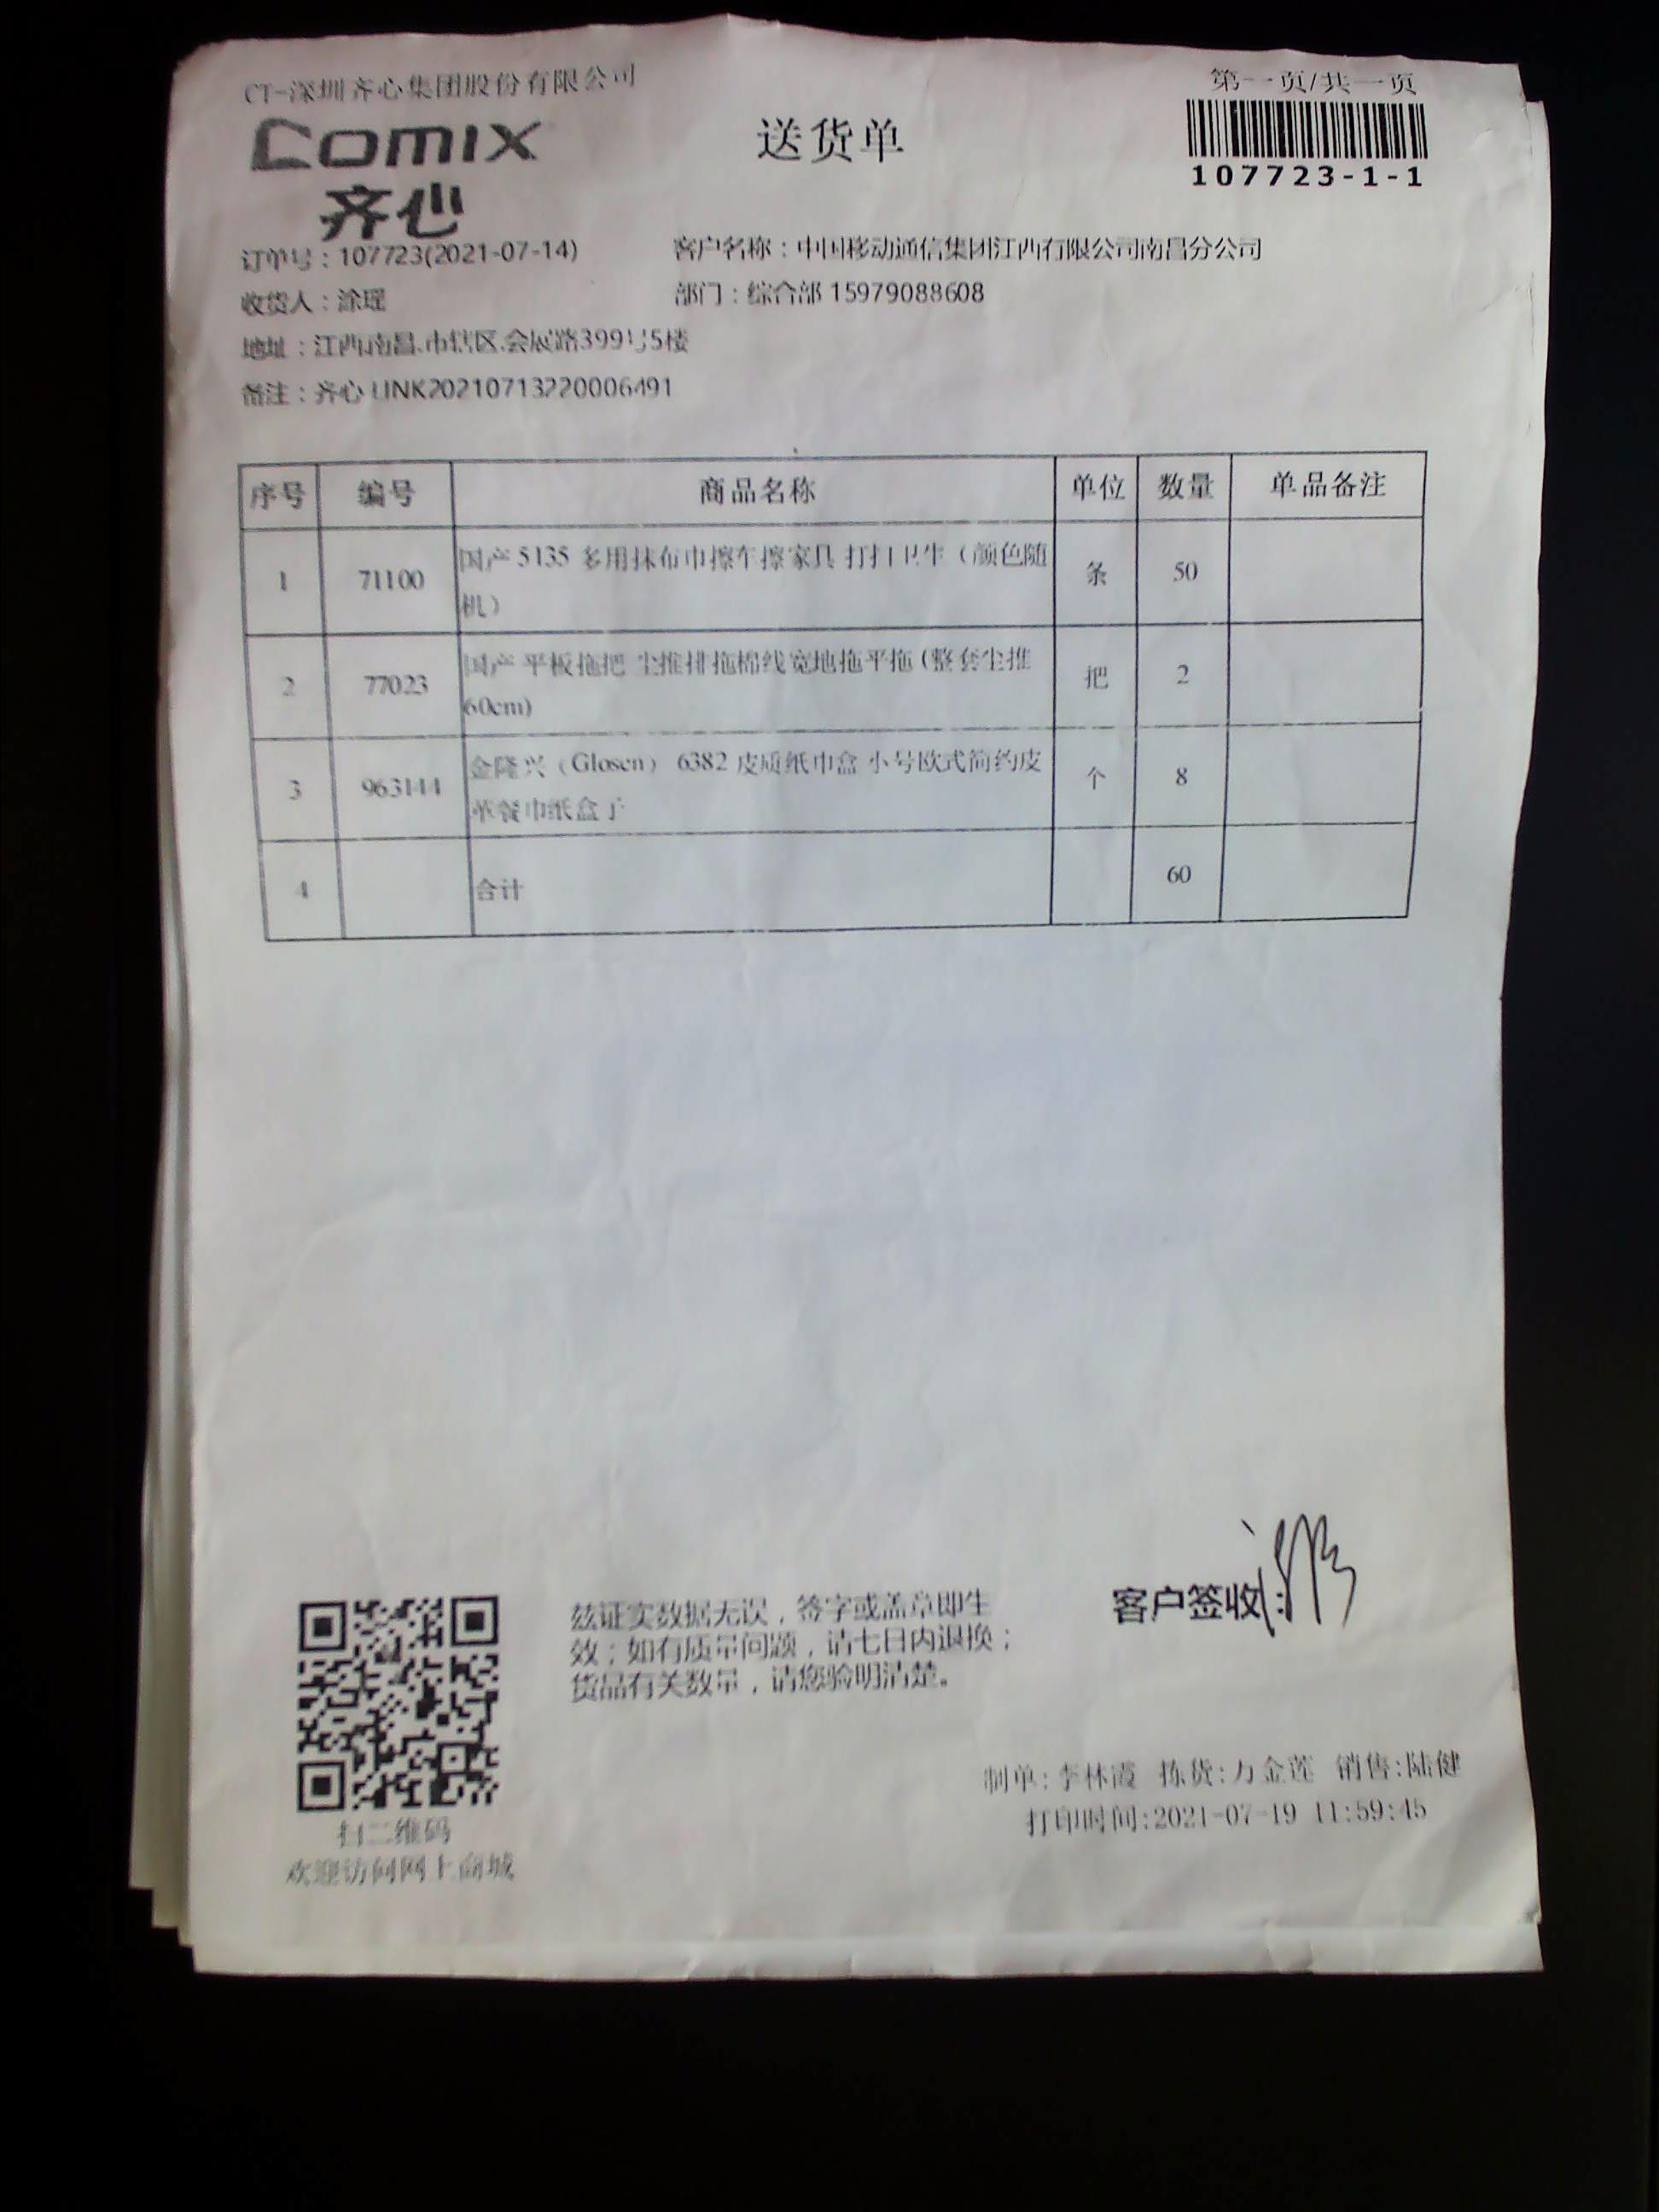 CT-深圳齐心集团股份有限公司
第一页/共一页
COMIX
齐心
送货单
107723-1-1
订单号：107723(2021-07-14)
客户名称：中国移动通信集团江西有限公司南昌分公司
收货人：涂瑶
部门：综合部 15979088608
地址：江西.南昌.市辖区.会展路399号5楼
备注：齐心 LINK20210713220006491
序号 编号 商品名称 单位 数量 单品备注
1 71100 国产 5135 多用抹布巾擦车擦家具 打扫卫生（颜色随机） 条 50
2 77023 国产 平板拖把 尘推排拖棉线宽地拖平拖 (整套尘推60cm) 把 2
3 963144 金隆兴（Glosen） 6382 皮质纸巾盒 小号欧式简约皮革餐巾纸盒子 个 8
4 合计 60
兹证实数据无误，签字或盖章即生
效；如有质量问题，请七日内退换；
货品有关数量，请您验明清楚。
客户签收:
制单:李林霞 拣货:万金莲 销售:陆健
打印时间:2021-07-19 11:59:45
扫二维码
欢迎访问网上商城